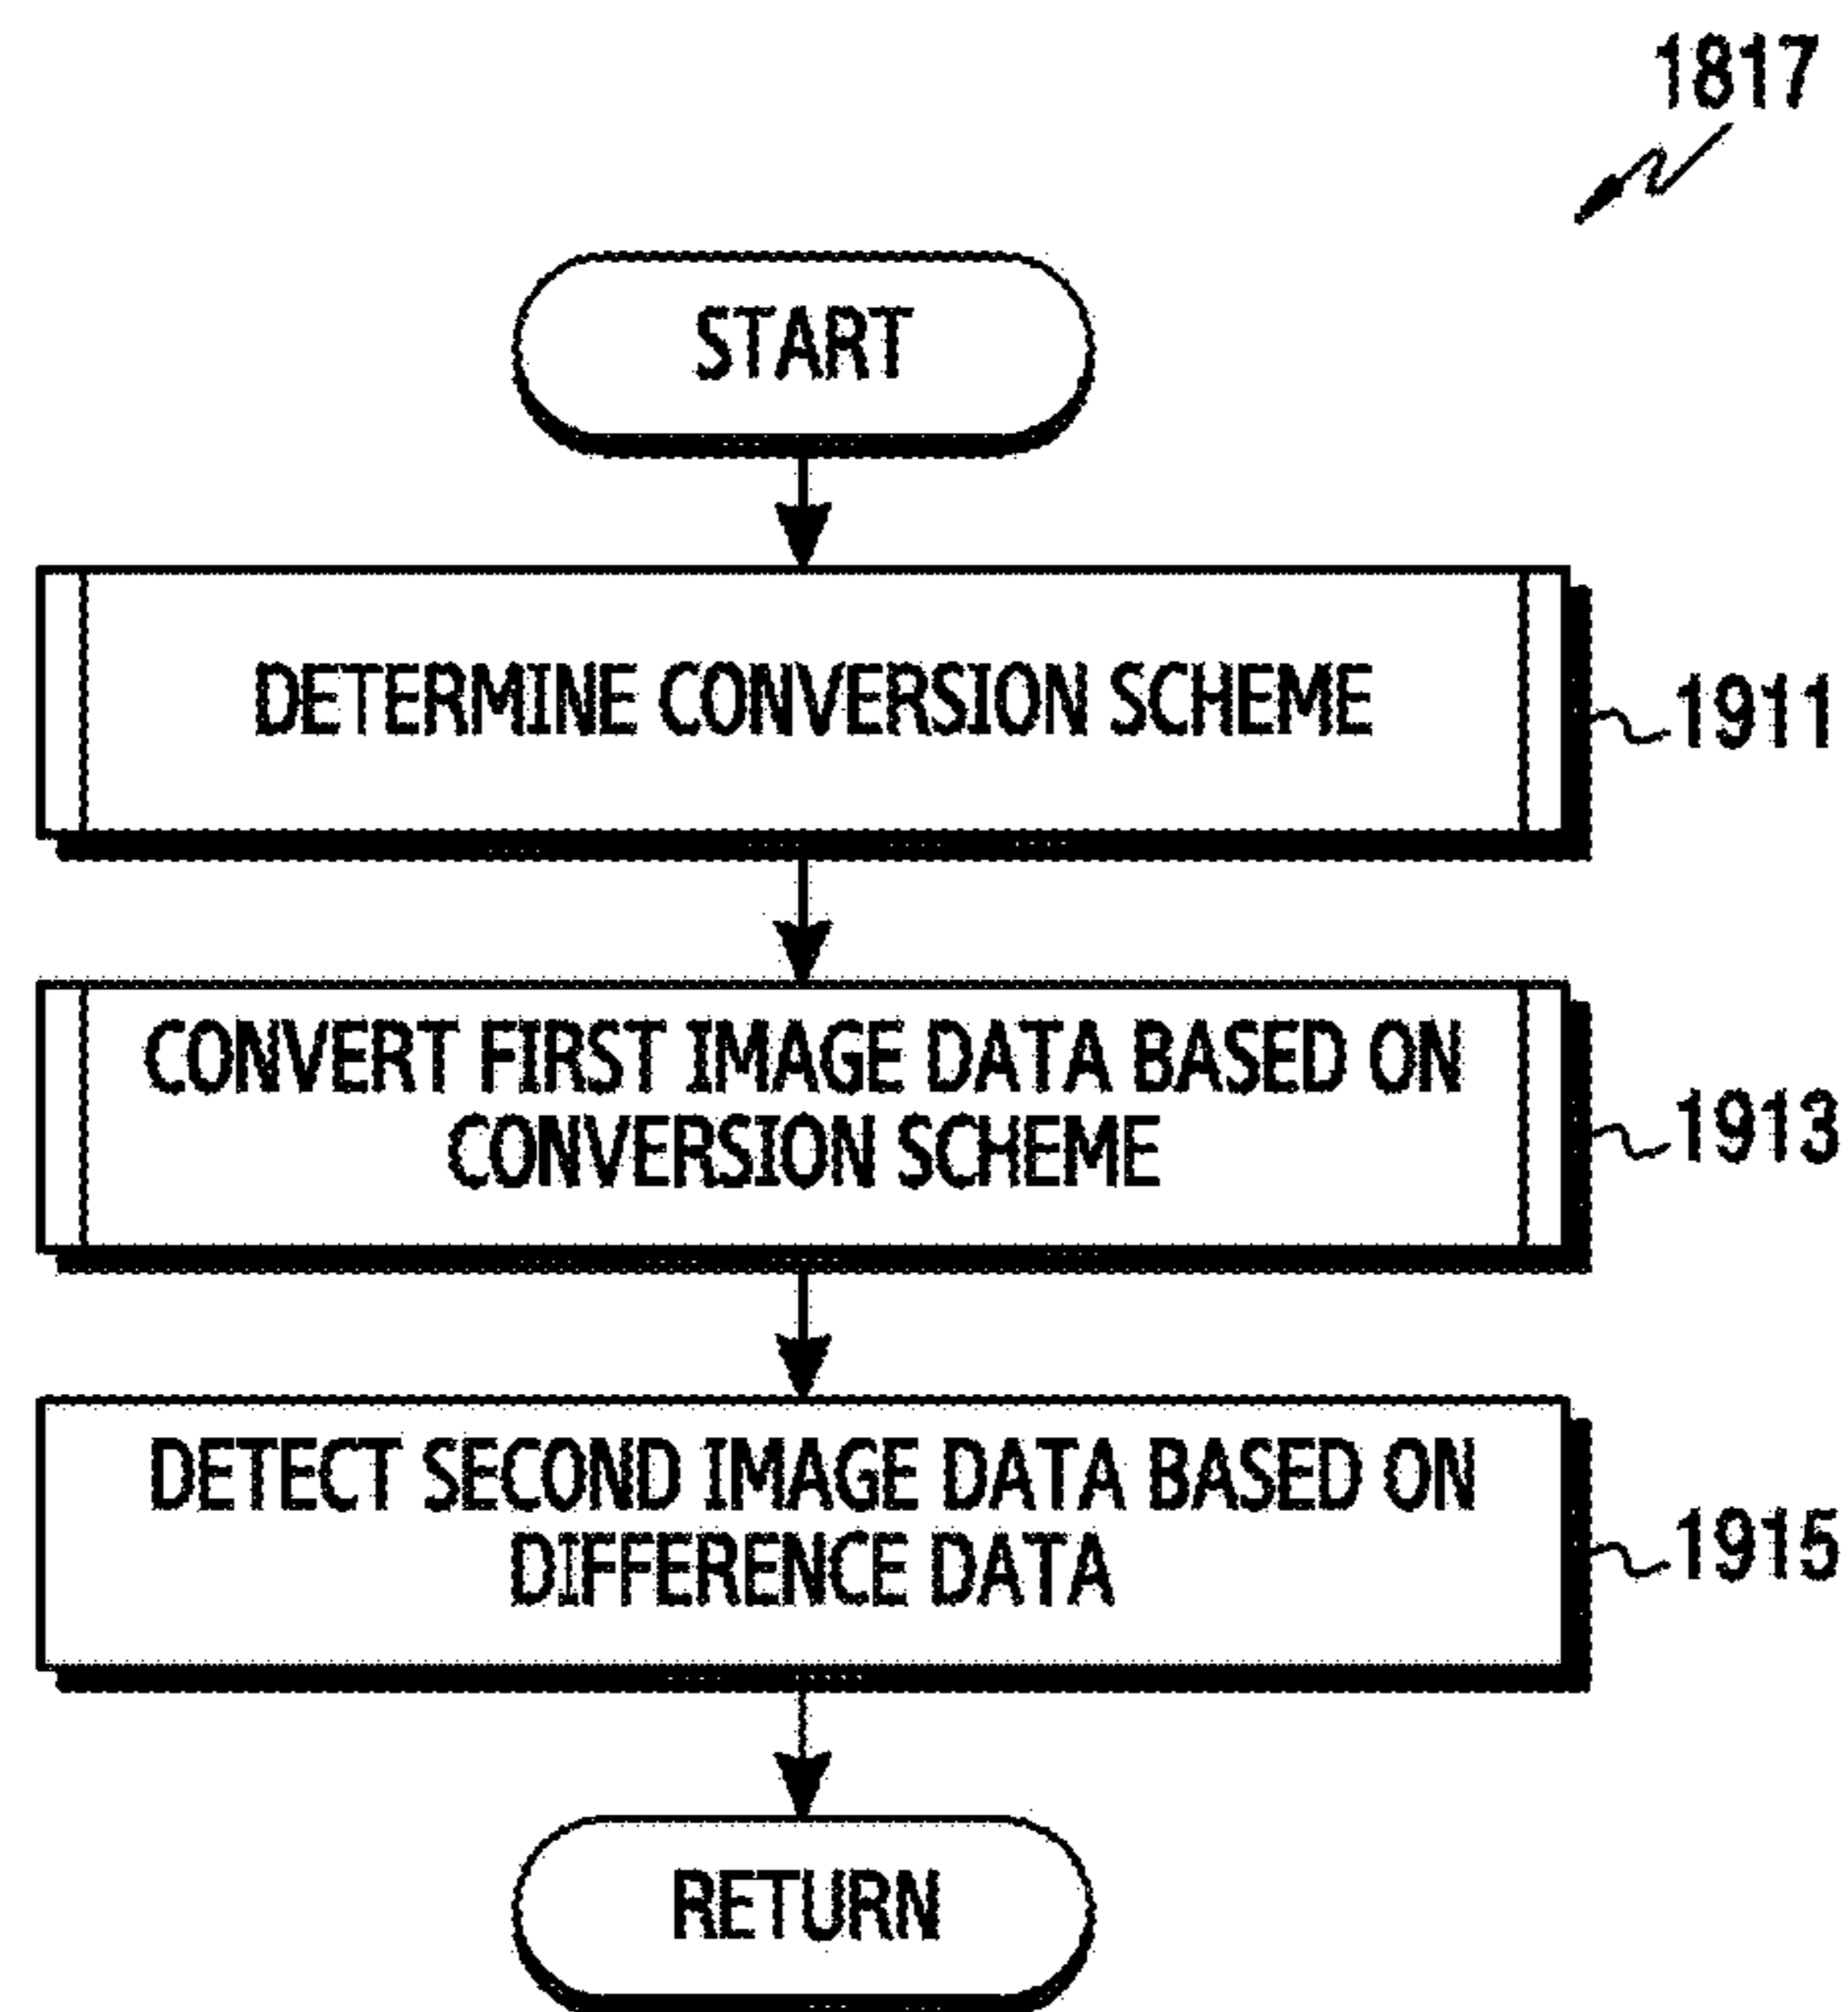 1817
START
DETERMINE CONVERSION SCHEME
1911
CONVERT FIRST IMAGE DATA BASED ON
CONVERSION SCHEME
1913
DETECT SECOND IMAGE DATA BASED ON
DIFFERENCE DATA
1915
RETURN